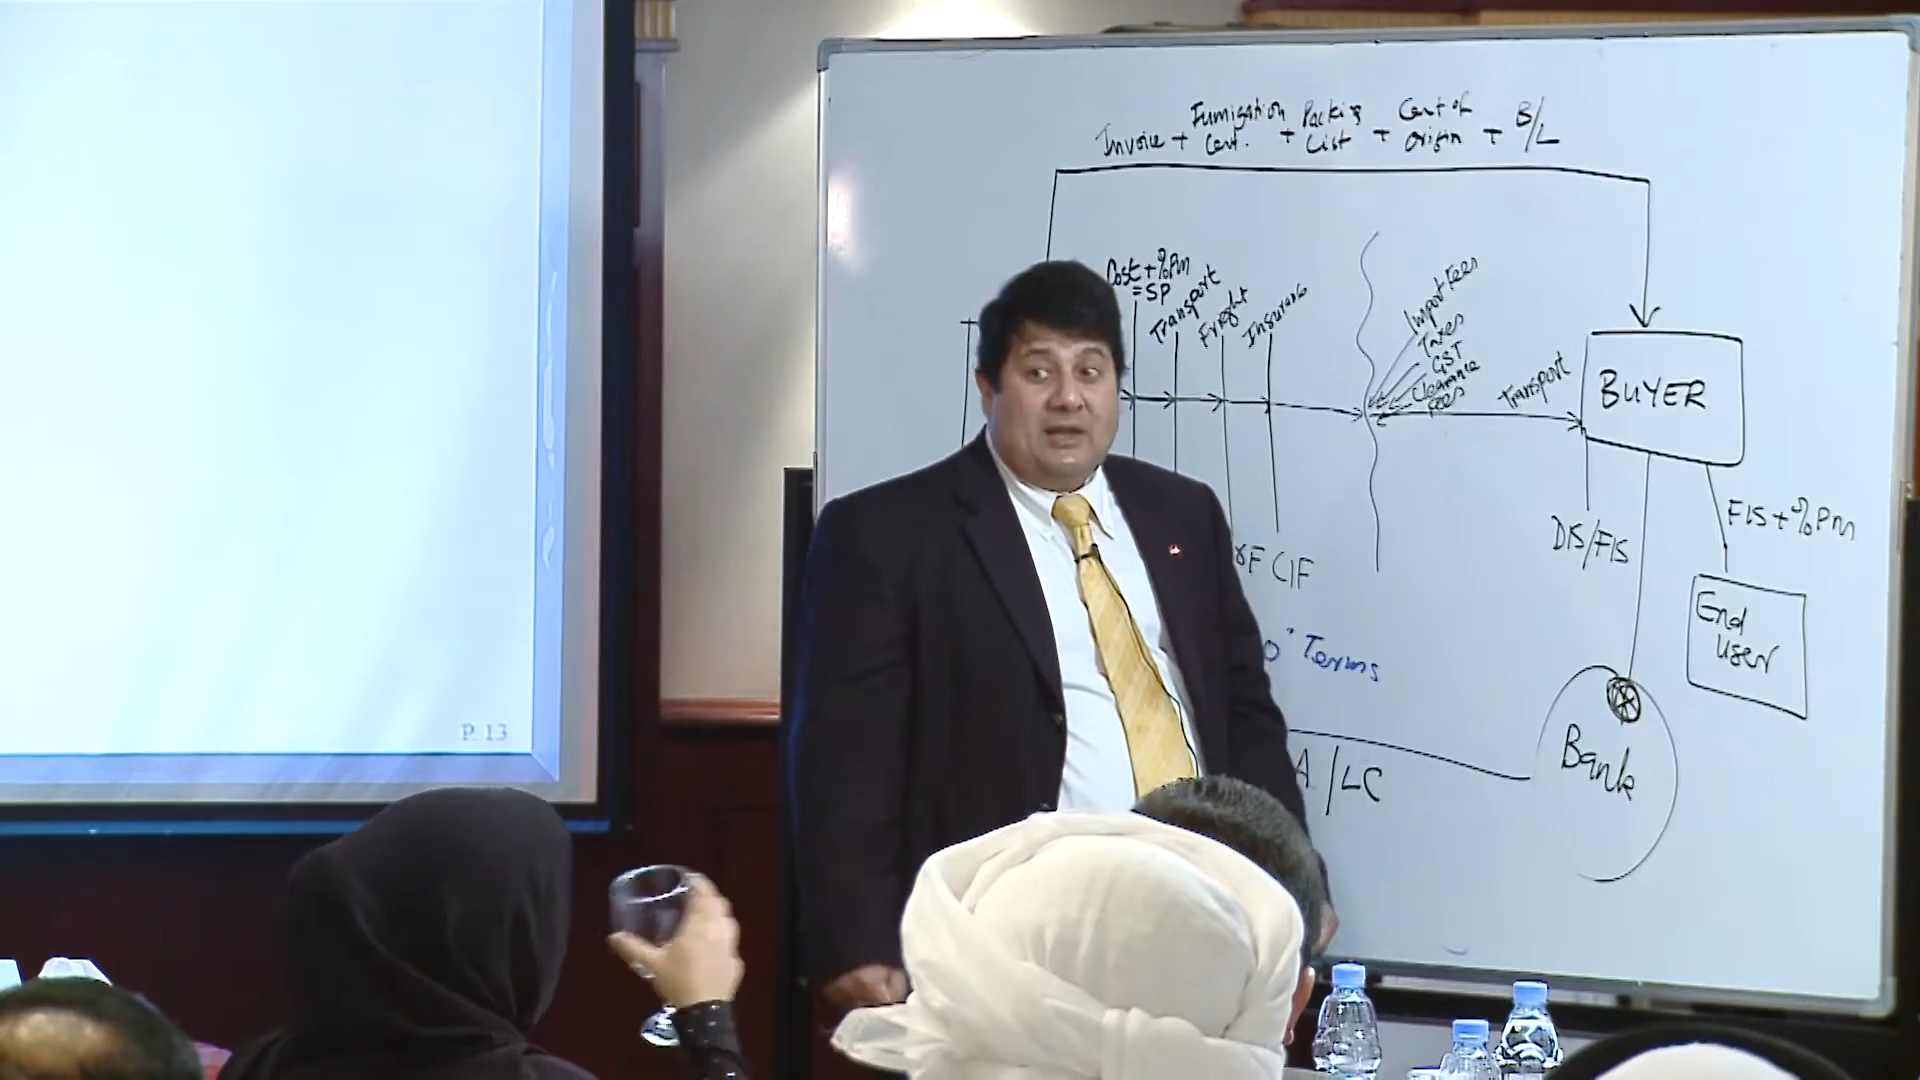 P. 13
Invoice + Fumigation Cert. + Packing List + Cert of Origin + B/L
Cost + % PM
= SP
Transport
Freight
Insurance
Import Fees
Taxes
GST
Clearance
Fees
Transport
BUYER
DIS/FIS
FIS + % PM
CIF
Terms
End
User
/LC
Bank